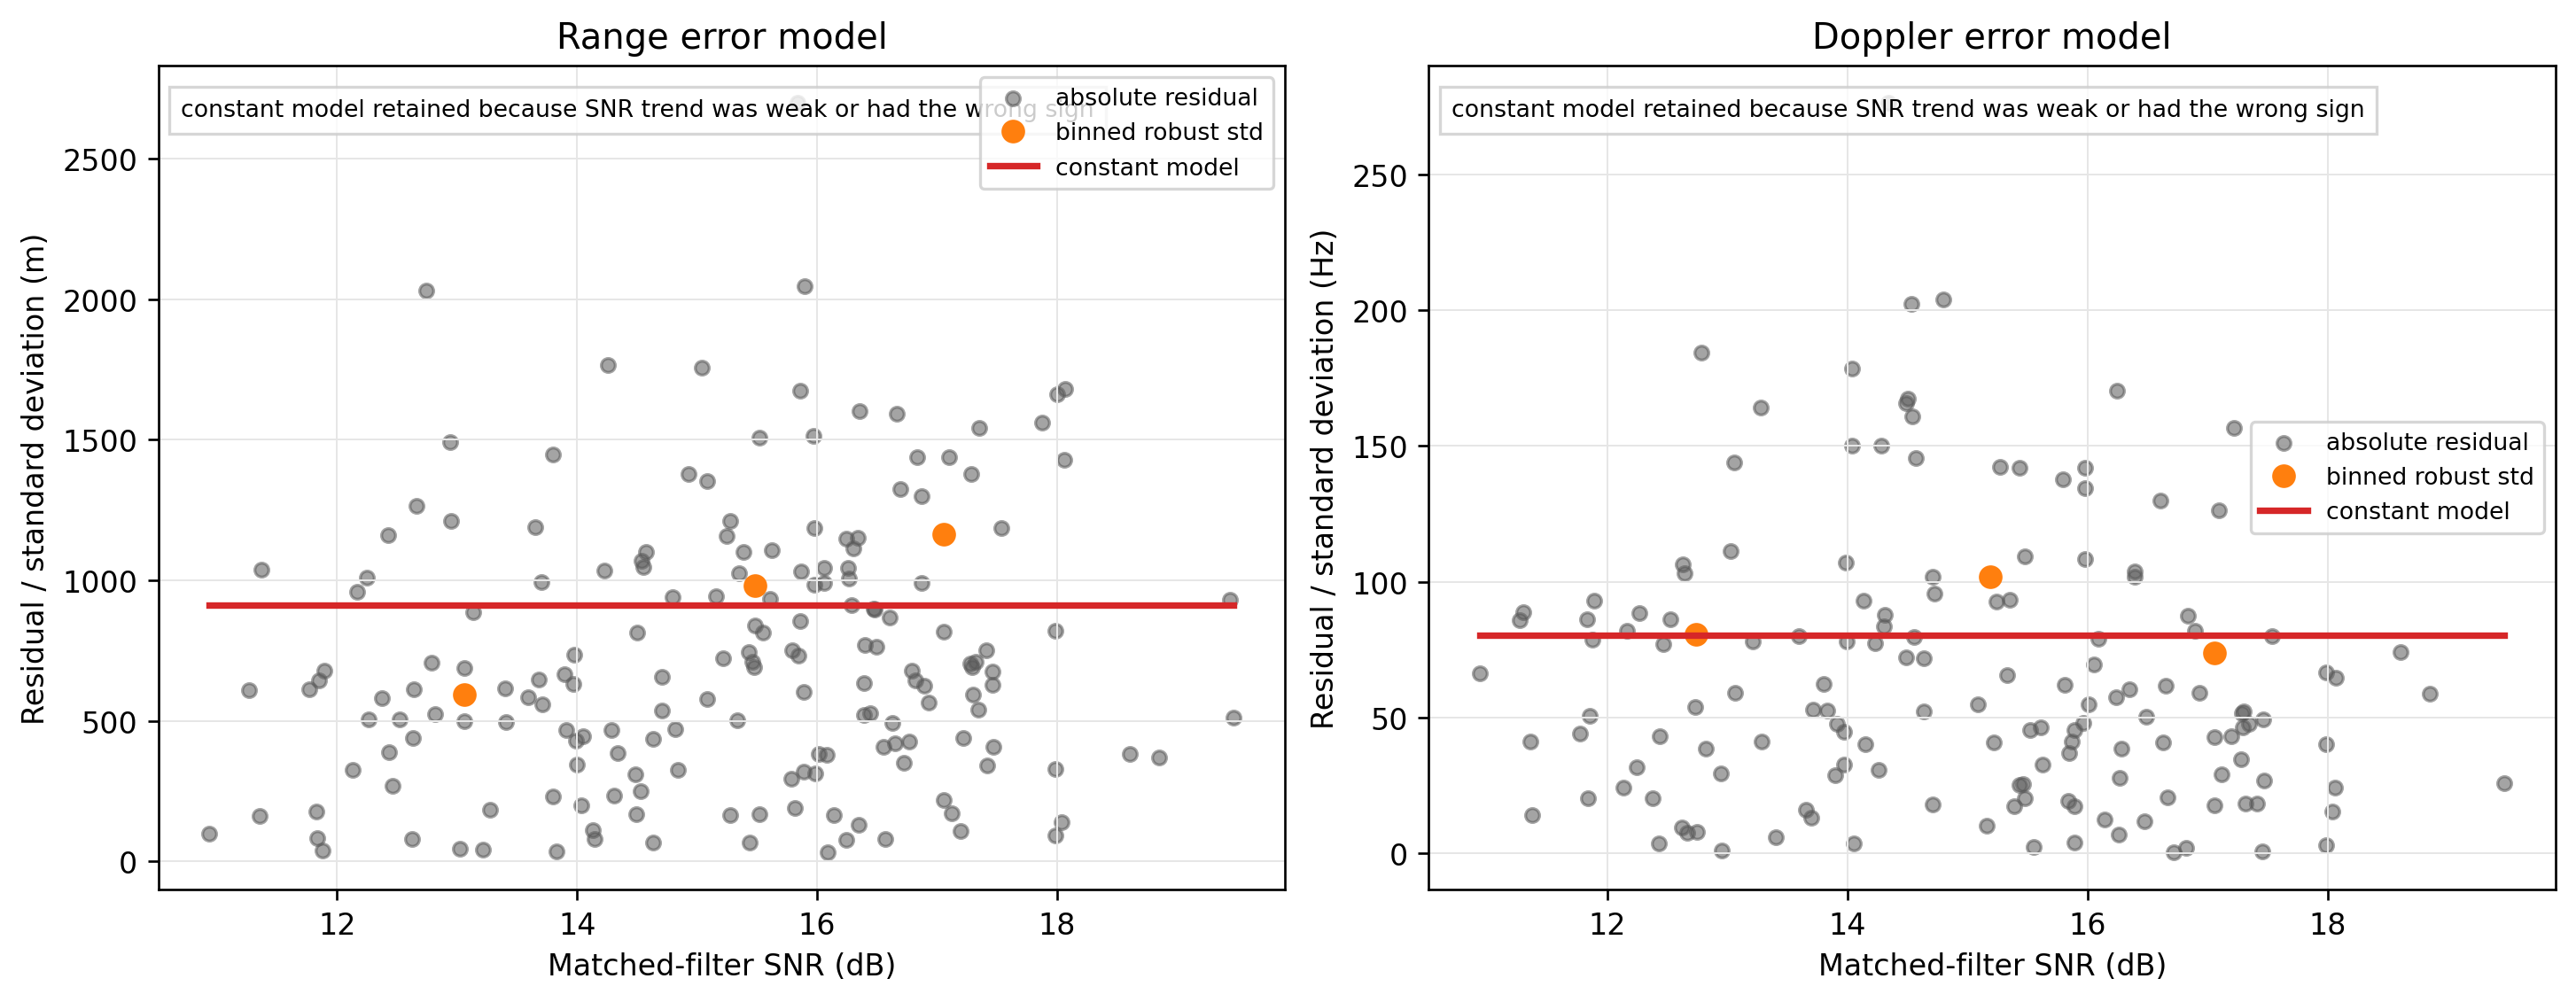 Range error model
constant model retained because SNR trend was weak or had the wrong sign
absolute residual
binned robust std
constant model
Residual / standard deviation (m)
2500
2000
1500
1000
500
0
12 14 16 18
Matched-filter SNR (dB)
Doppler error model
constant model retained because SNR trend was weak or had the wrong sign
absolute residual
binned robust std
constant model
Residual / standard deviation (Hz)
250
200
150
100
50
0
12 14 16 18
Matched-filter SNR (dB)